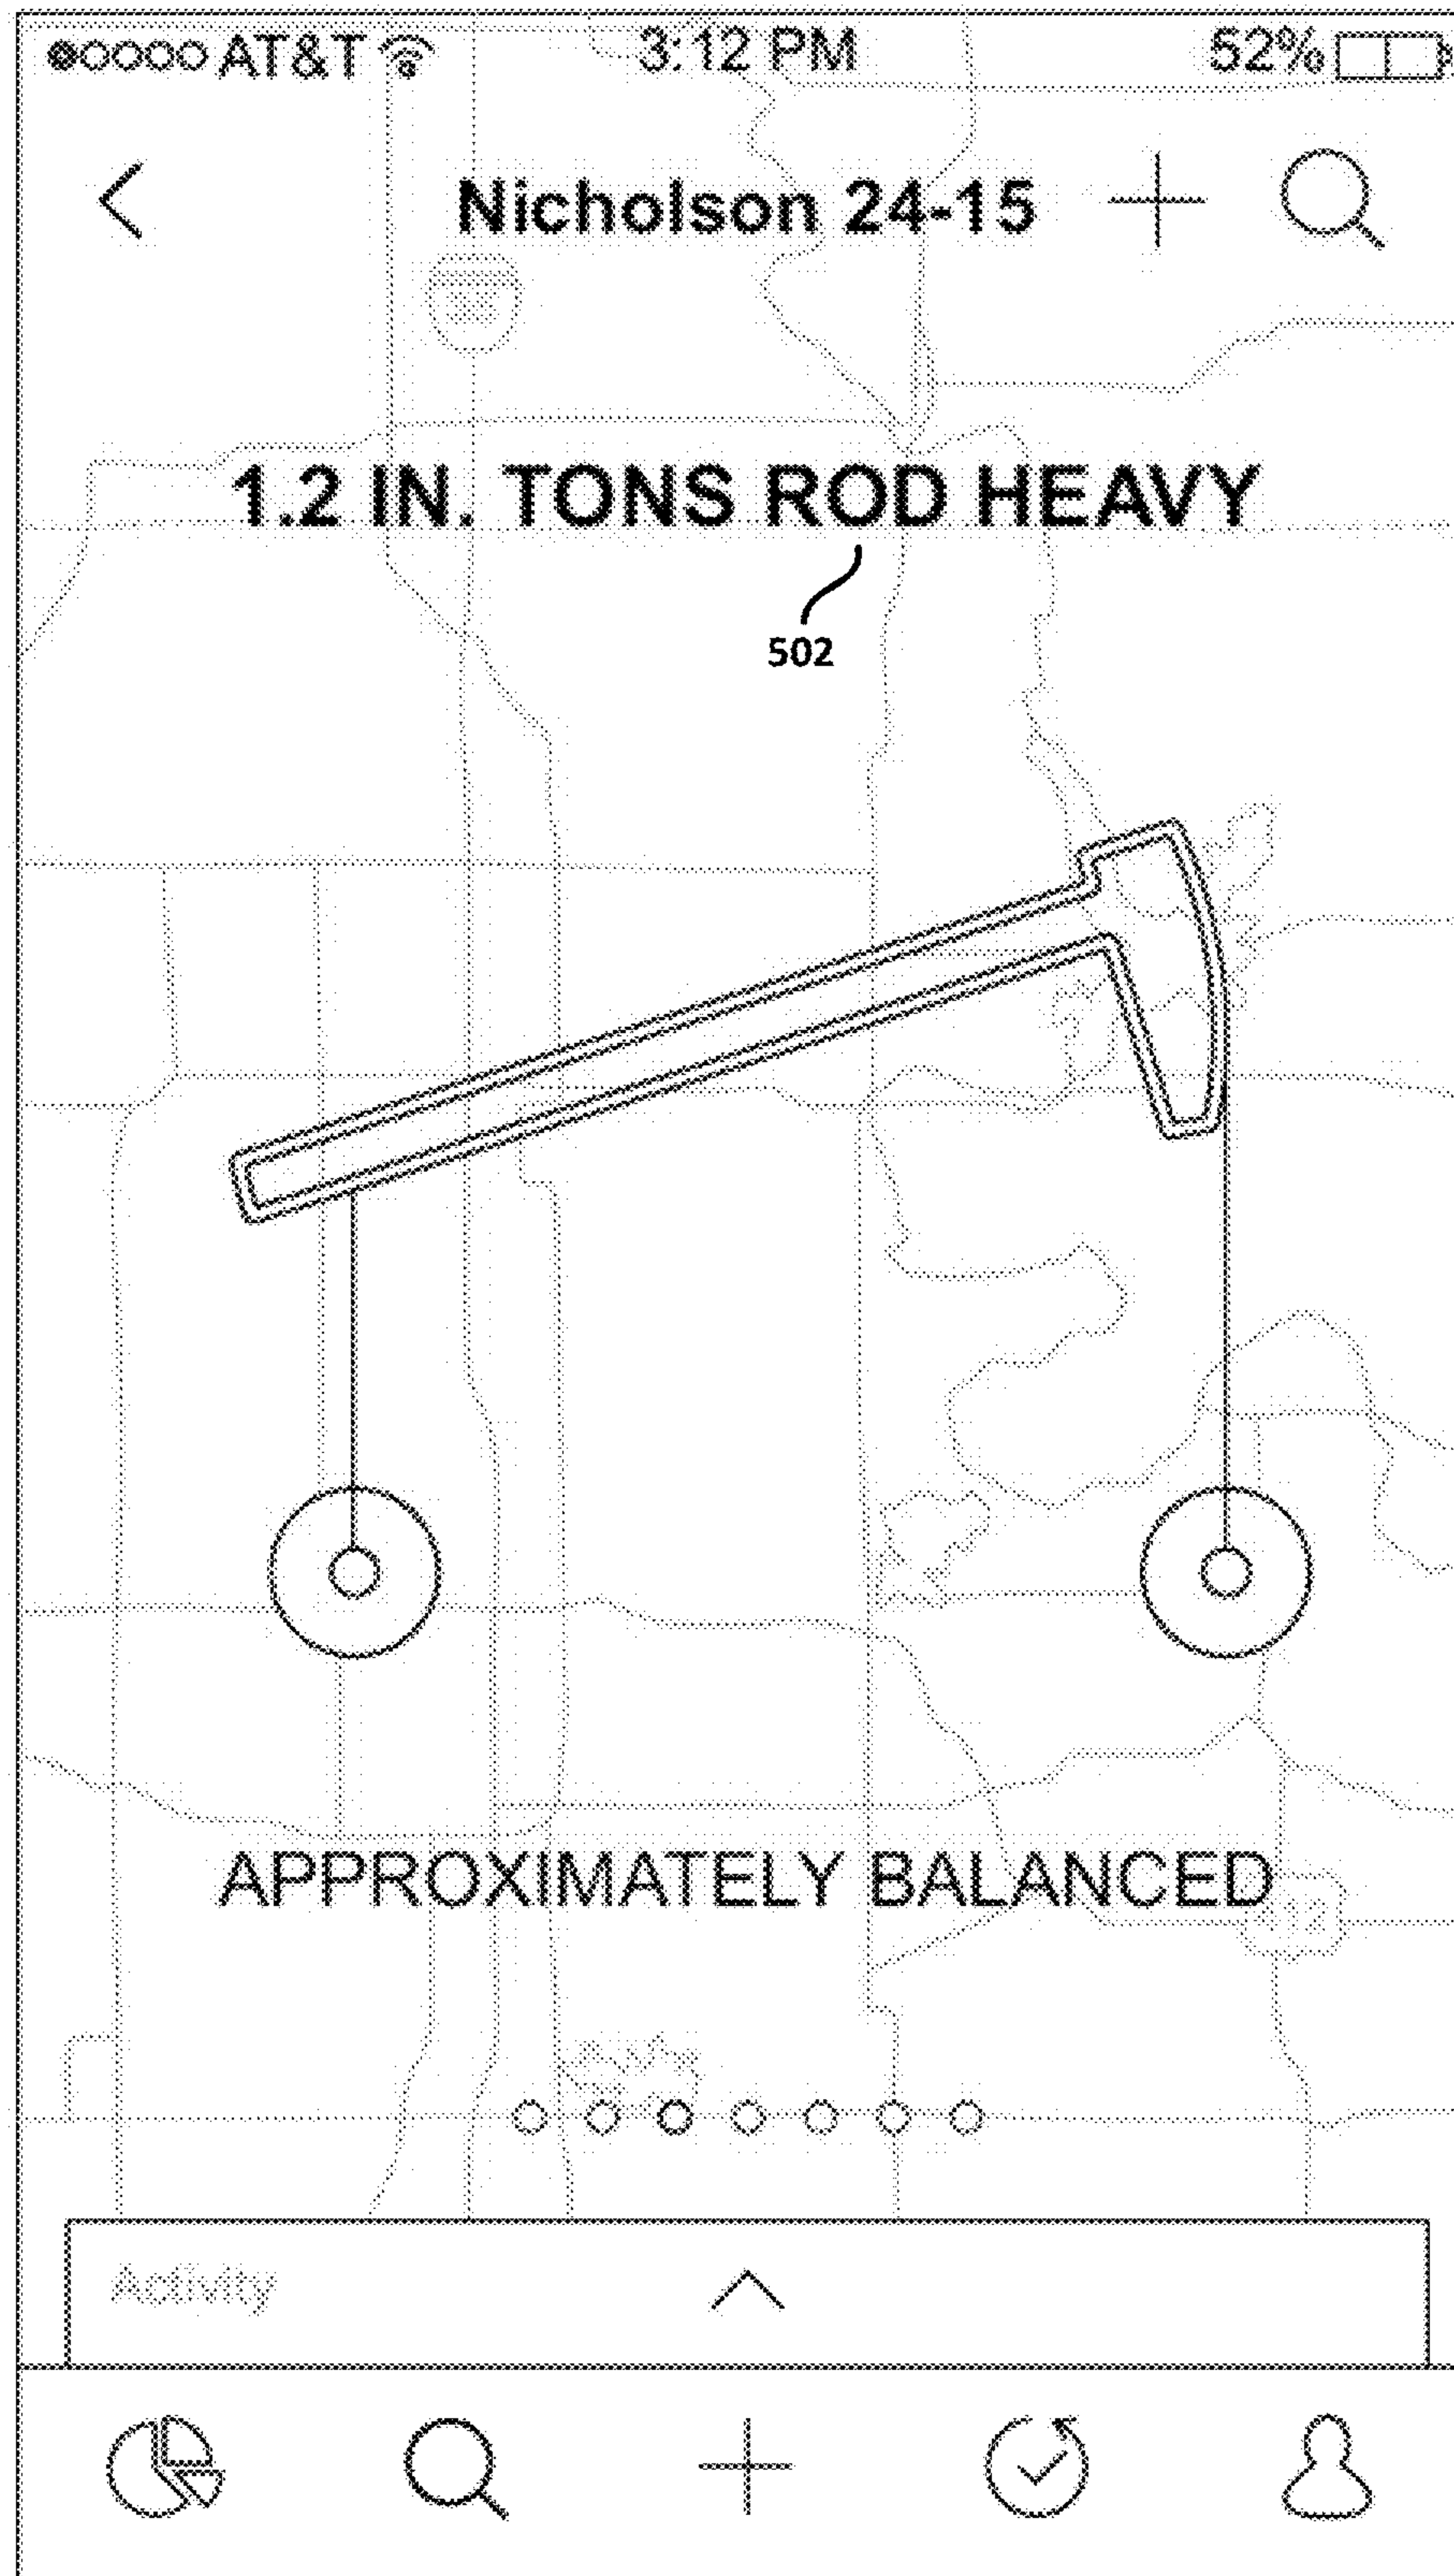 AT&T 3:12 PM 52%
Nicholson 24-15
1.2 IN. TONS ROD HEAVY
502
APPROXIMATELY BALANCED
Activity